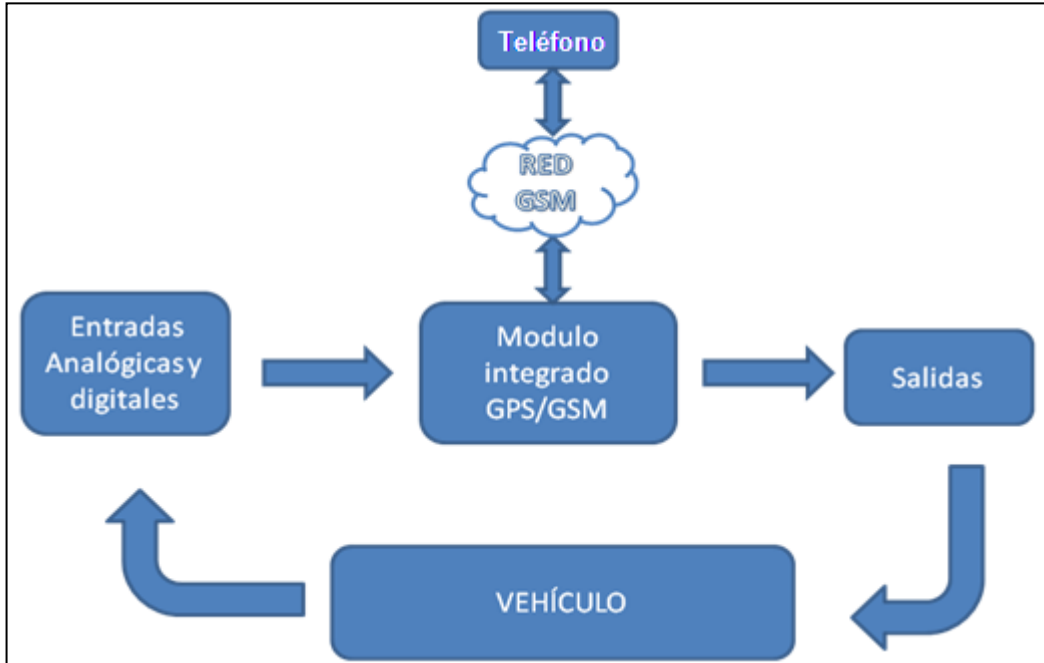 Teléfono
RED
GSM
Entradas
Analógicas y
digitales
Modulo
integrado
GPS/GSM
Salidas
VEHÍCULO